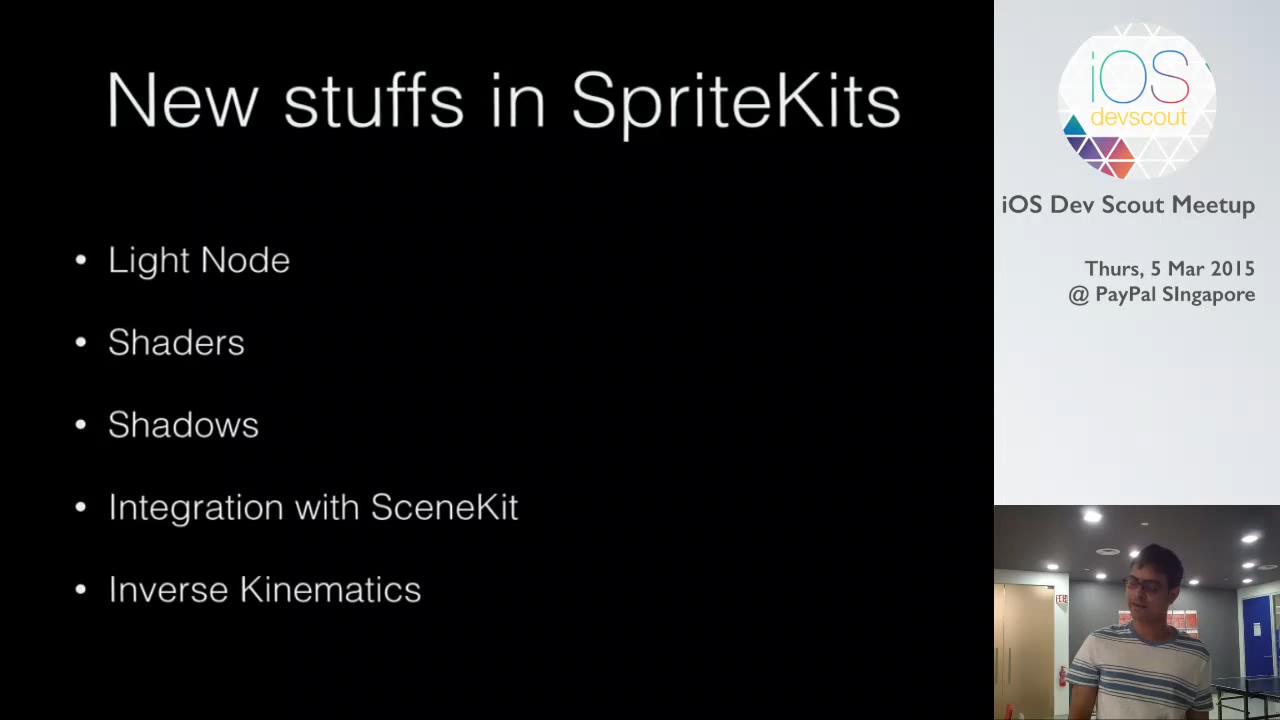 New stuffs in SpriteKits
• Light Node
• Shaders
• Shadows
• Integration with SceneKit
• Inverse Kinematics
iOS
devscout
iOS Dev Scout Meetup
Thurs, 5 Mar 2015
@ PayPal SIngapore